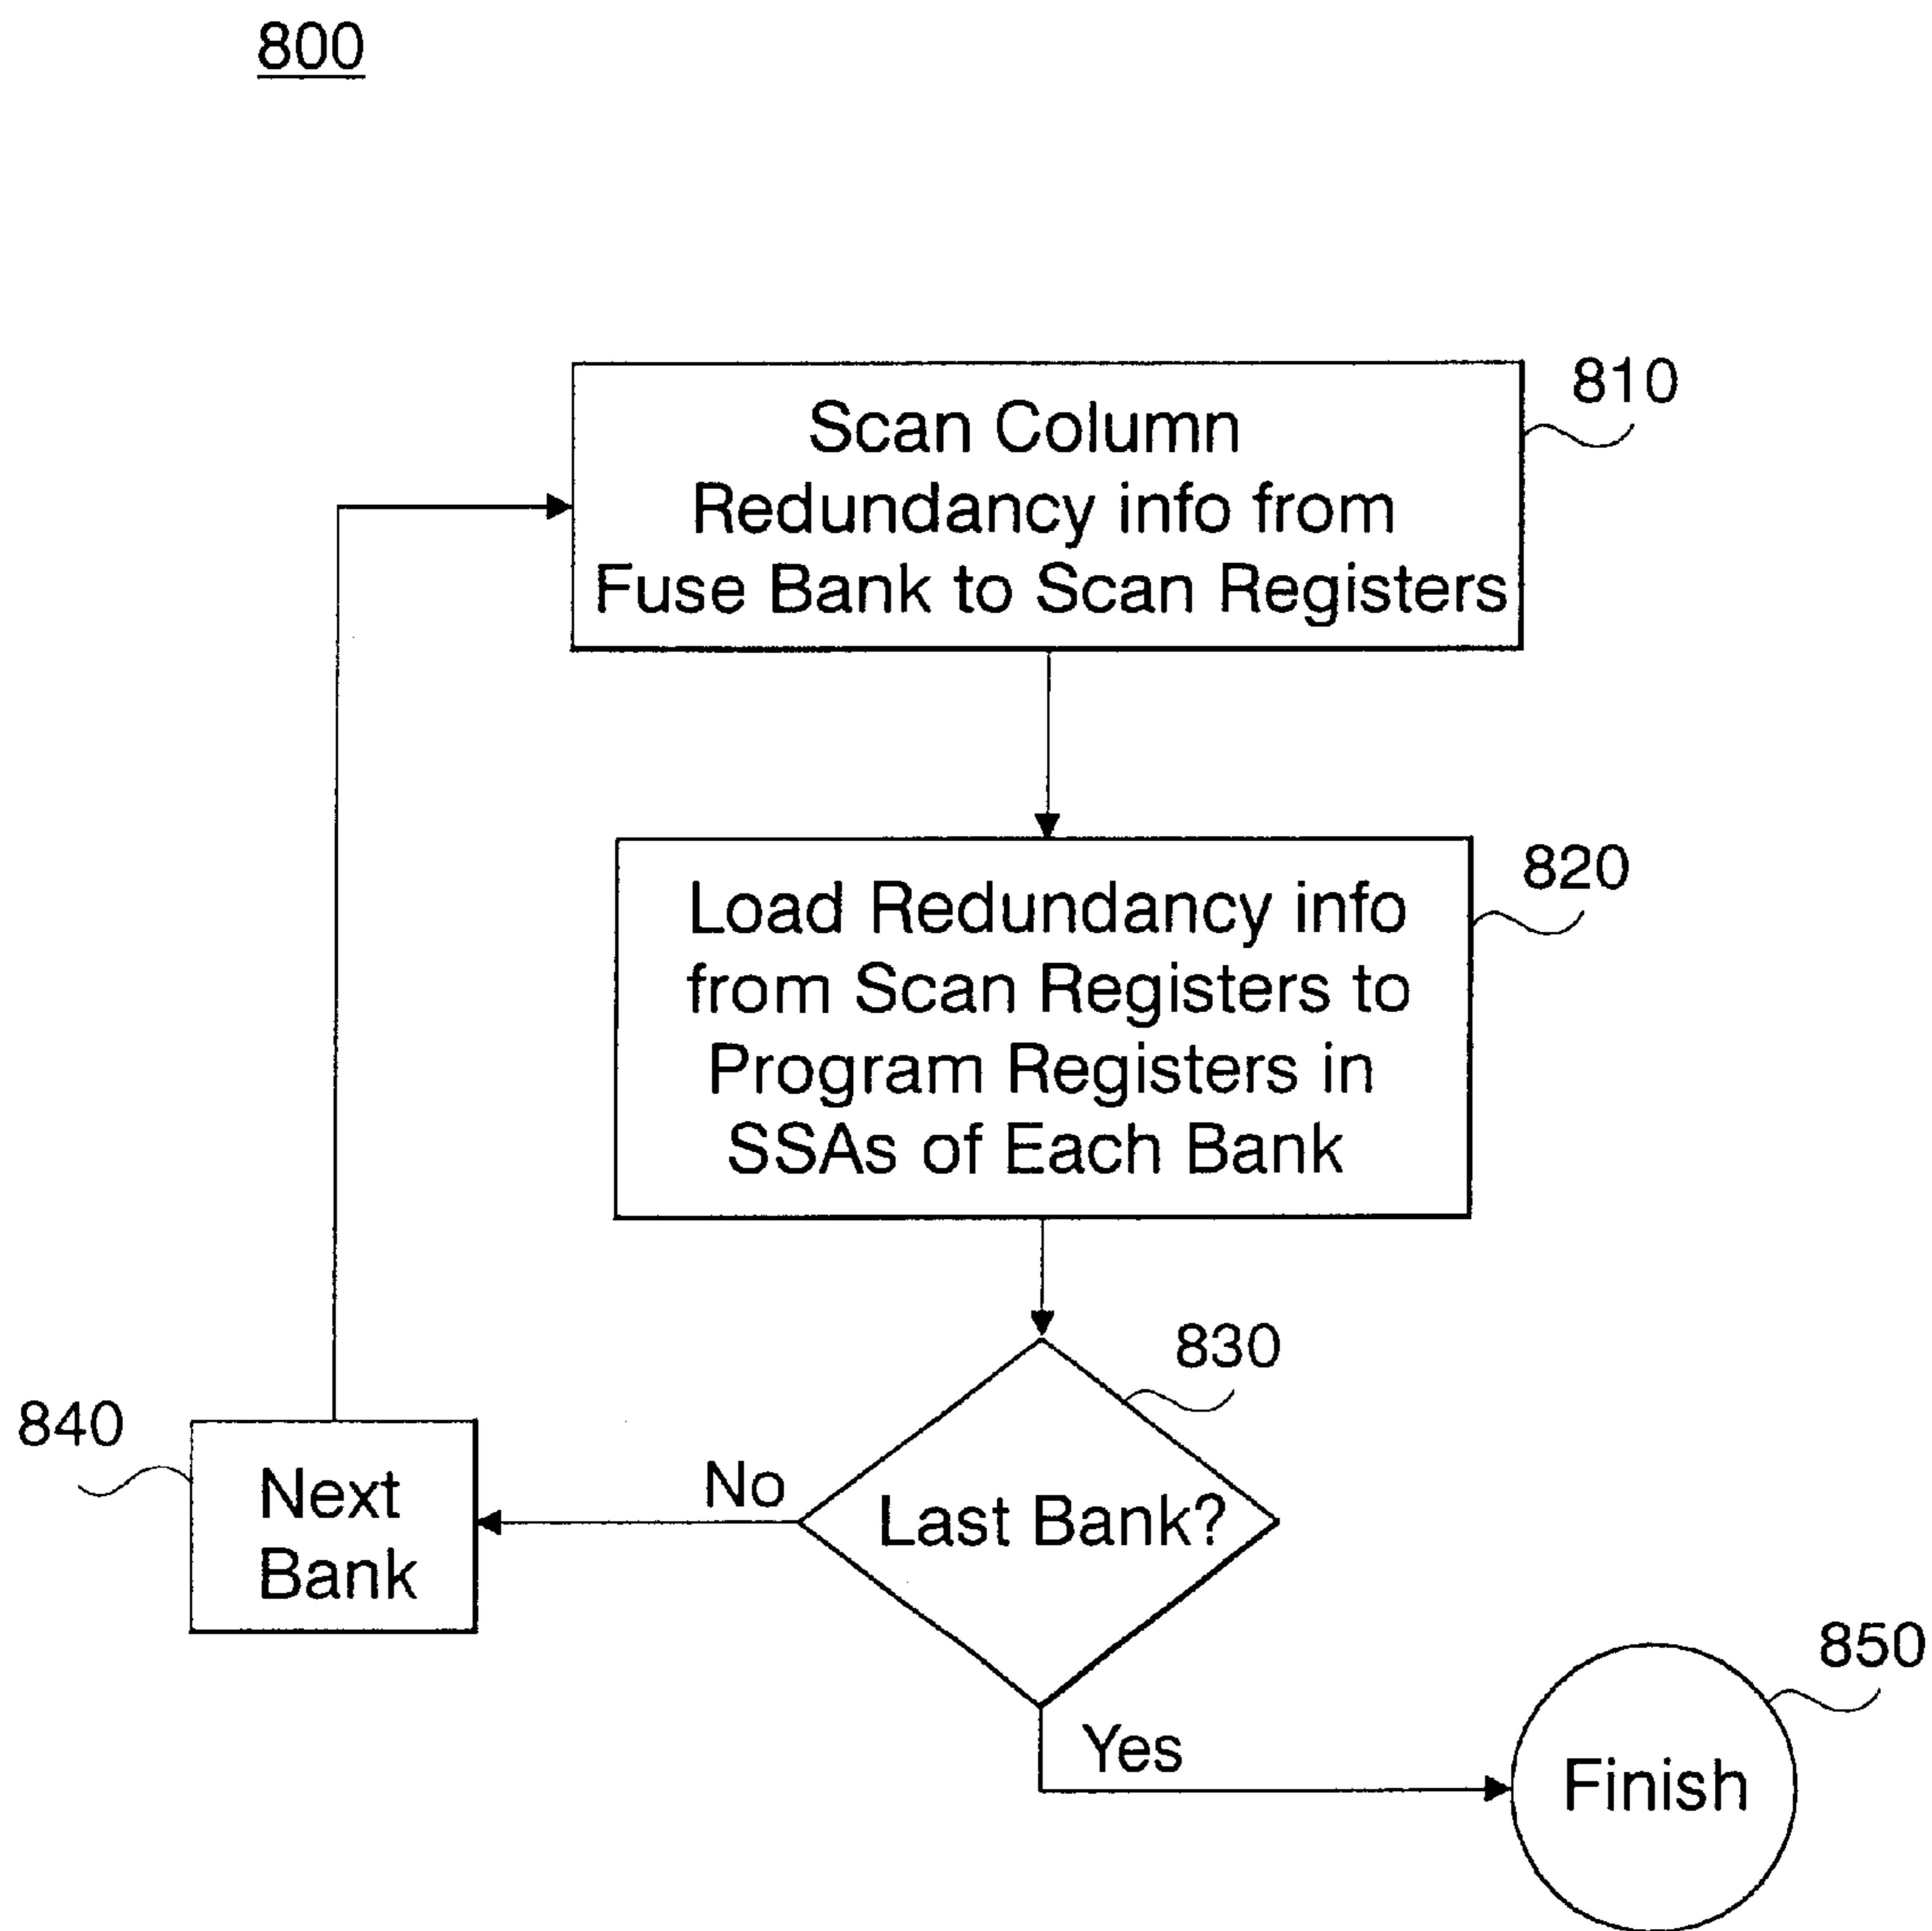 800
810
Scan Column
Redundancy info from
Fuse Bank to Scan Registers
820
Load Redundancy info
from Scan Registers to
Program Registers in
SSAs of Each Bank
830
Last Bank?
No
840
Next
Bank
Yes
850
Finish